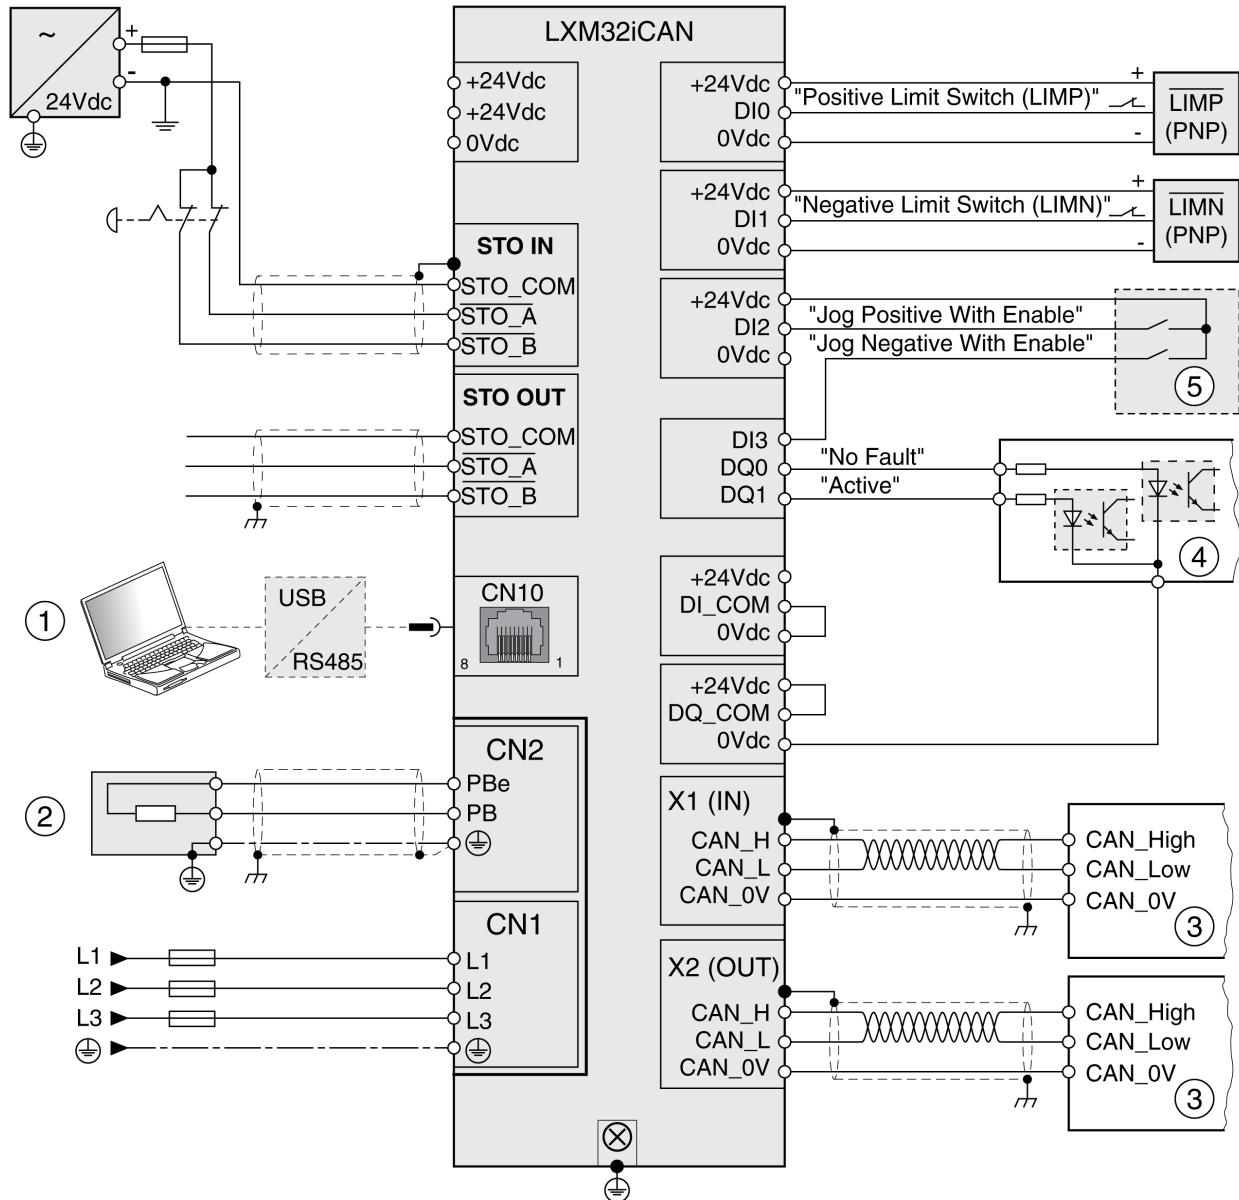 LXM32iCAN
~
+
-
24Vdc
+24Vdc
+24Vdc
0Vdc
STO IN
STO_COM
STO_A
STO_B
STO OUT
STO_COM
STO_A
STO_B
1
USB
RS485
CN10
8 1
2
CN2
PBe
PB
CN1
L1 L1
L2 L2
L3 L3
+24Vdc
DI0
0Vdc
"Positive Limit Switch (LIMP)"
+
-
LIMP
(PNP)
+24Vdc
DI1
0Vdc
"Negative Limit Switch (LIMN)"
+
-
LIMN
(PNP)
+24Vdc
DI2
0Vdc
"Jog Positive With Enable"
"Jog Negative With Enable"
5
DI3
DQ0
DQ1
"No Fault"
"Active"
4
+24Vdc
DI_COM
0Vdc
+24Vdc
DQ_COM
0Vdc
X1 (IN)
CAN_H
CAN_L
CAN_0V
CAN_High
CAN_Low
CAN_0V
3
X2 (OUT)
CAN_H
CAN_L
CAN_0V
CAN_High
CAN_Low
CAN_0V
3